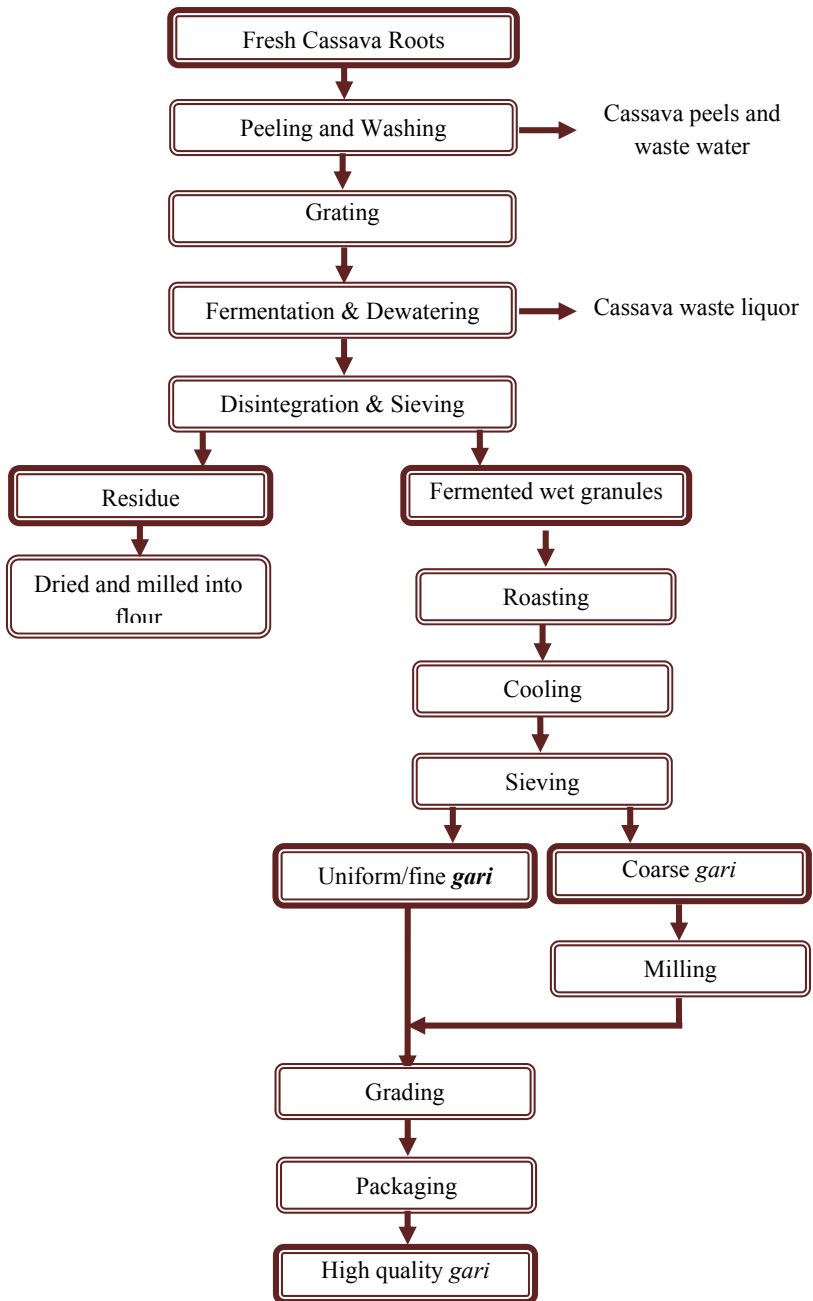 Fresh Cassava Roots
Peeling and Washing
Cassava peels and
waste water
Grating
Fermentation & Dewatering
Cassava waste liquor
Disintegration & Sieving
Residue
Fermented wet granules
Dried and milled into
flour
Roasting
Cooling
Sieving
Uniform/fine gari
Coarse gari
Milling
Grading
Packaging
High quality gari